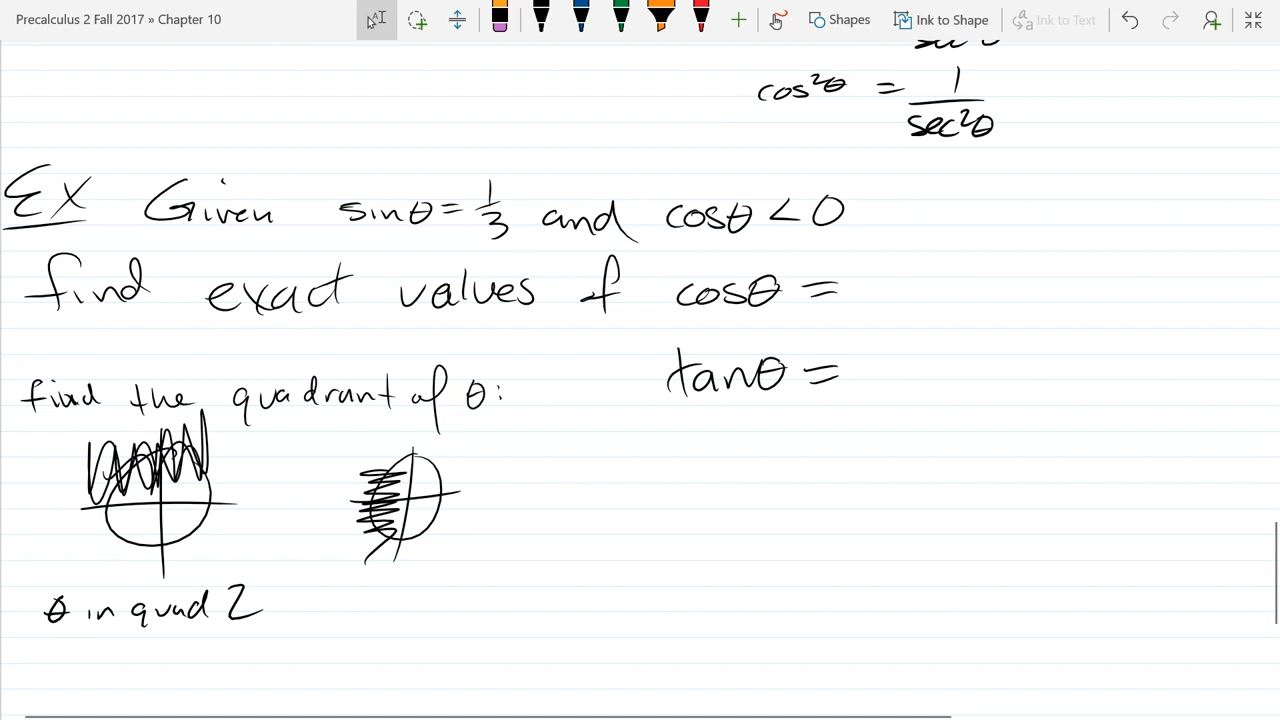 Precalculus 2 Fall 2017 » Chapter 10
Shapes
Ink to Shape
Ink to Text
cos²θ = 1/sec²θ
Ex Given sinθ = 1/3 and cosθ < 0
find exact values of cosθ =
tanθ =
find the quadrant of θ:
θ in quad 2